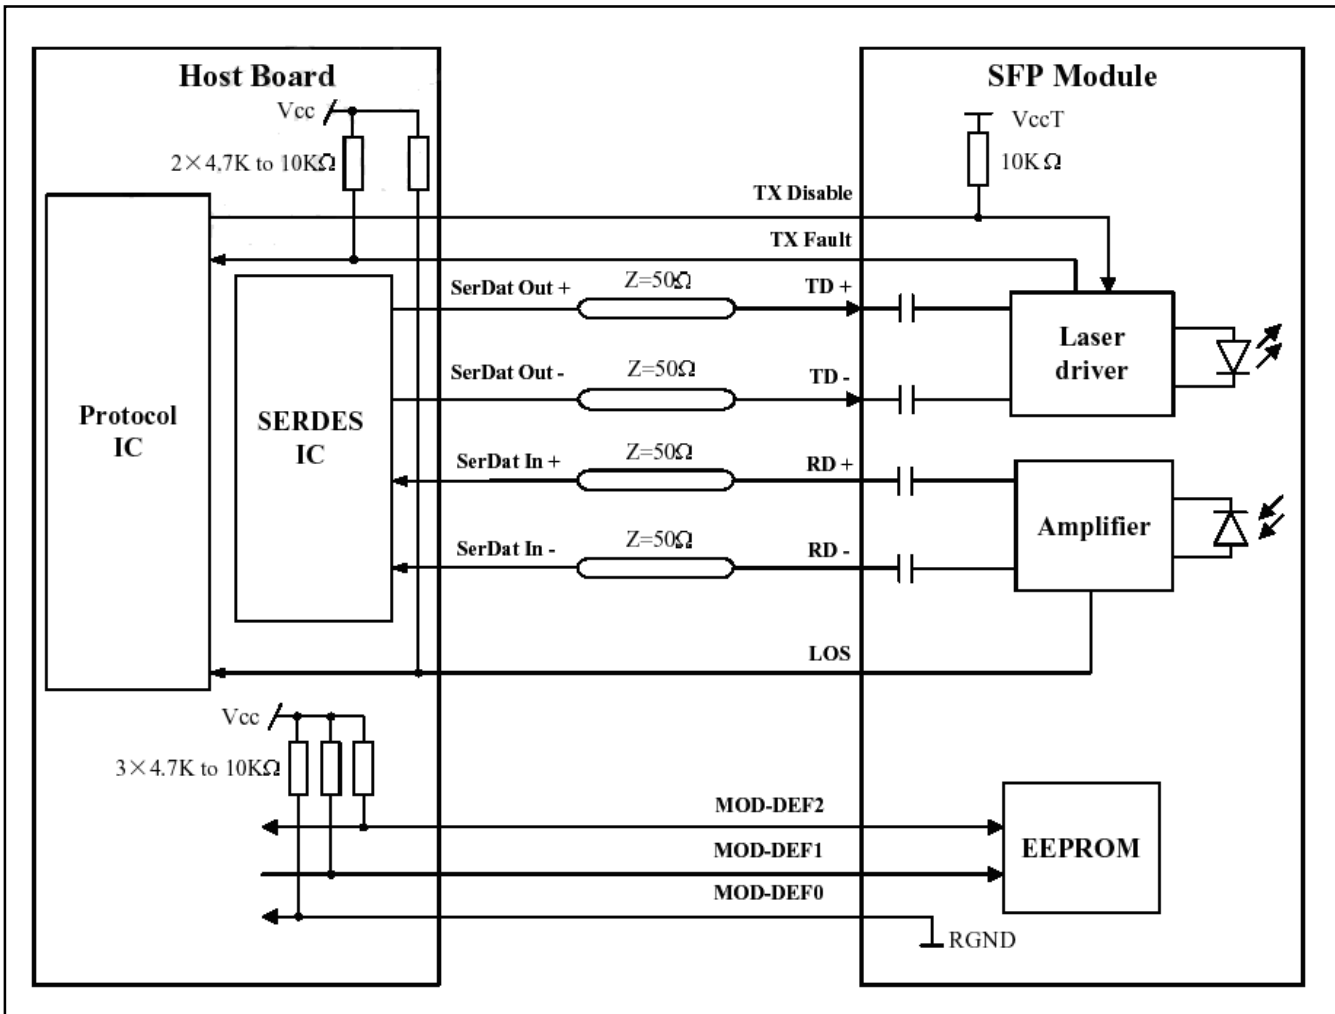 Host Board
SFP Module
Vcc
VccT
2×4.7K to 10KΩ
10K Ω
TX Disable
TX Fault
SerDat Out +
Z=50Ω
TD +
Laser
driver
SerDat Out -
Z=50Ω
TD -
Protocol
IC
SERDES
IC
SerDat In +
Z=50Ω
RD +
Amplifier
SerDat In -
Z=50Ω
RD -
LOS
Vcc
3×4.7K to 10KΩ
MOD-DEF2
MOD-DEF1
EEPROM
MOD-DEF0
RGND